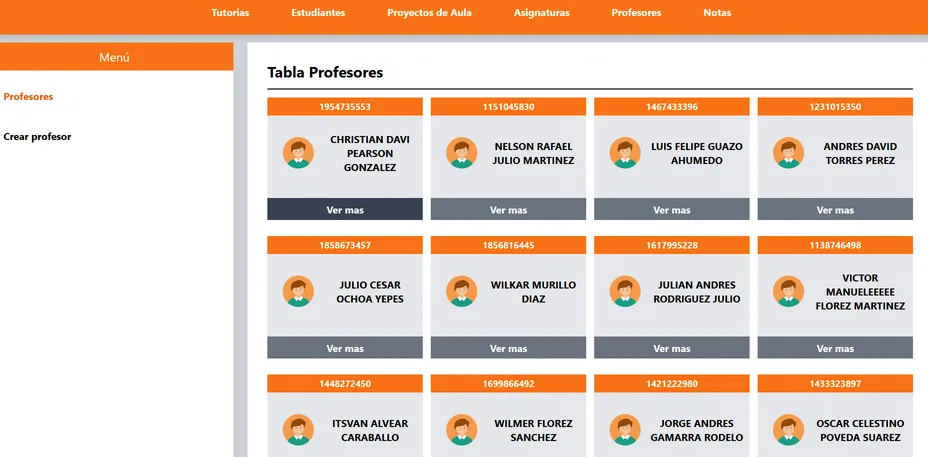 Tutorias Estudiantes Proyectos de Aula Asignaturas Profesores Notas
Menú
Profesores
Crear profesor
Tabla Profesores
1954735553
CHRISTIAN DAVI
PEARSON
GONZALEZ
Ver mas
1151045830
NELSON RAFAEL
JULIO MARTINEZ
Ver mas
1467433396
LUIS FELIPE GUAZO
AHUMEDO
Ver mas
1231015350
ANDRES DAVID
TORRES PEREZ
Ver mas
1858673457
JULIO CESAR
OCHOA YEPES
Ver mas
1856816445
WILKAR MURILLO
DIAZ
Ver mas
1617995228
JULIAN ANDRES
RODRIGUEZ JULIO
Ver mas
1138746498
VICTOR
MANUELEEEEE
FLOREZ MARTINEZ
Ver mas
1448272450
ITSVAN ALVEAR
CARABALLO
1699866492
WILMER FLOREZ
SANCHEZ
1421222980
JORGE ANDRES
GAMARRA RODELO
1433323897
OSCAR CELESTINO
POVEDA SUAREZ